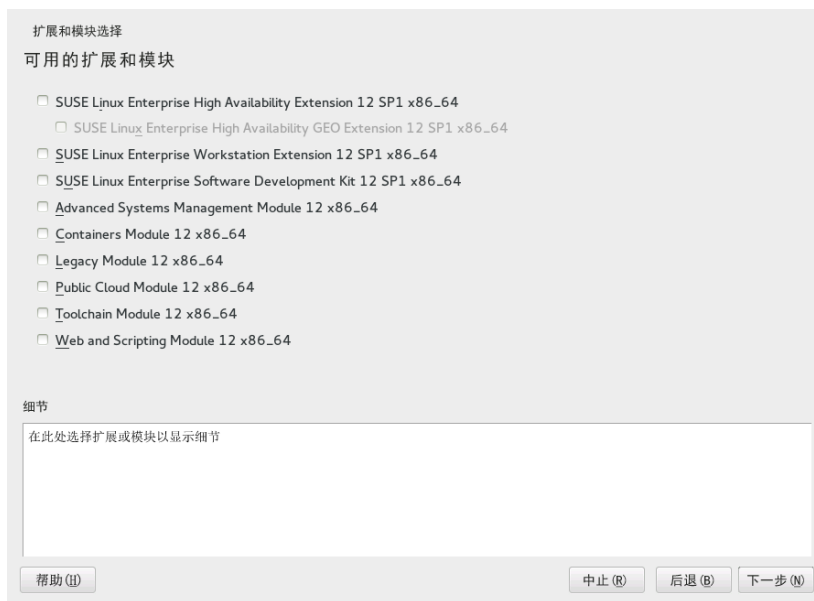 扩展和模块选择
可用的扩展和模块
SUSE Linux Enterprise High Availability Extension 12 SP1 x86_64
SUSE Linux Enterprise High Availability GEO Extension 12 SP1 x86_64
SUSE Linux Enterprise Workstation Extension 12 SP1 x86_64
SUSE Linux Enterprise Software Development Kit 12 SP1 x86_64
Advanced Systems Management Module 12 x86_64
Containers Module 12 x86_64
Legacy Module 12 x86_64
Public Cloud Module 12 x86_64
Toolchain Module 12 x86_64
Web and Scripting Module 12 x86_64
细节
在此处选择扩展或模块以显示细节
帮助(H) 中止(R) 后退(B) 下一步(N)